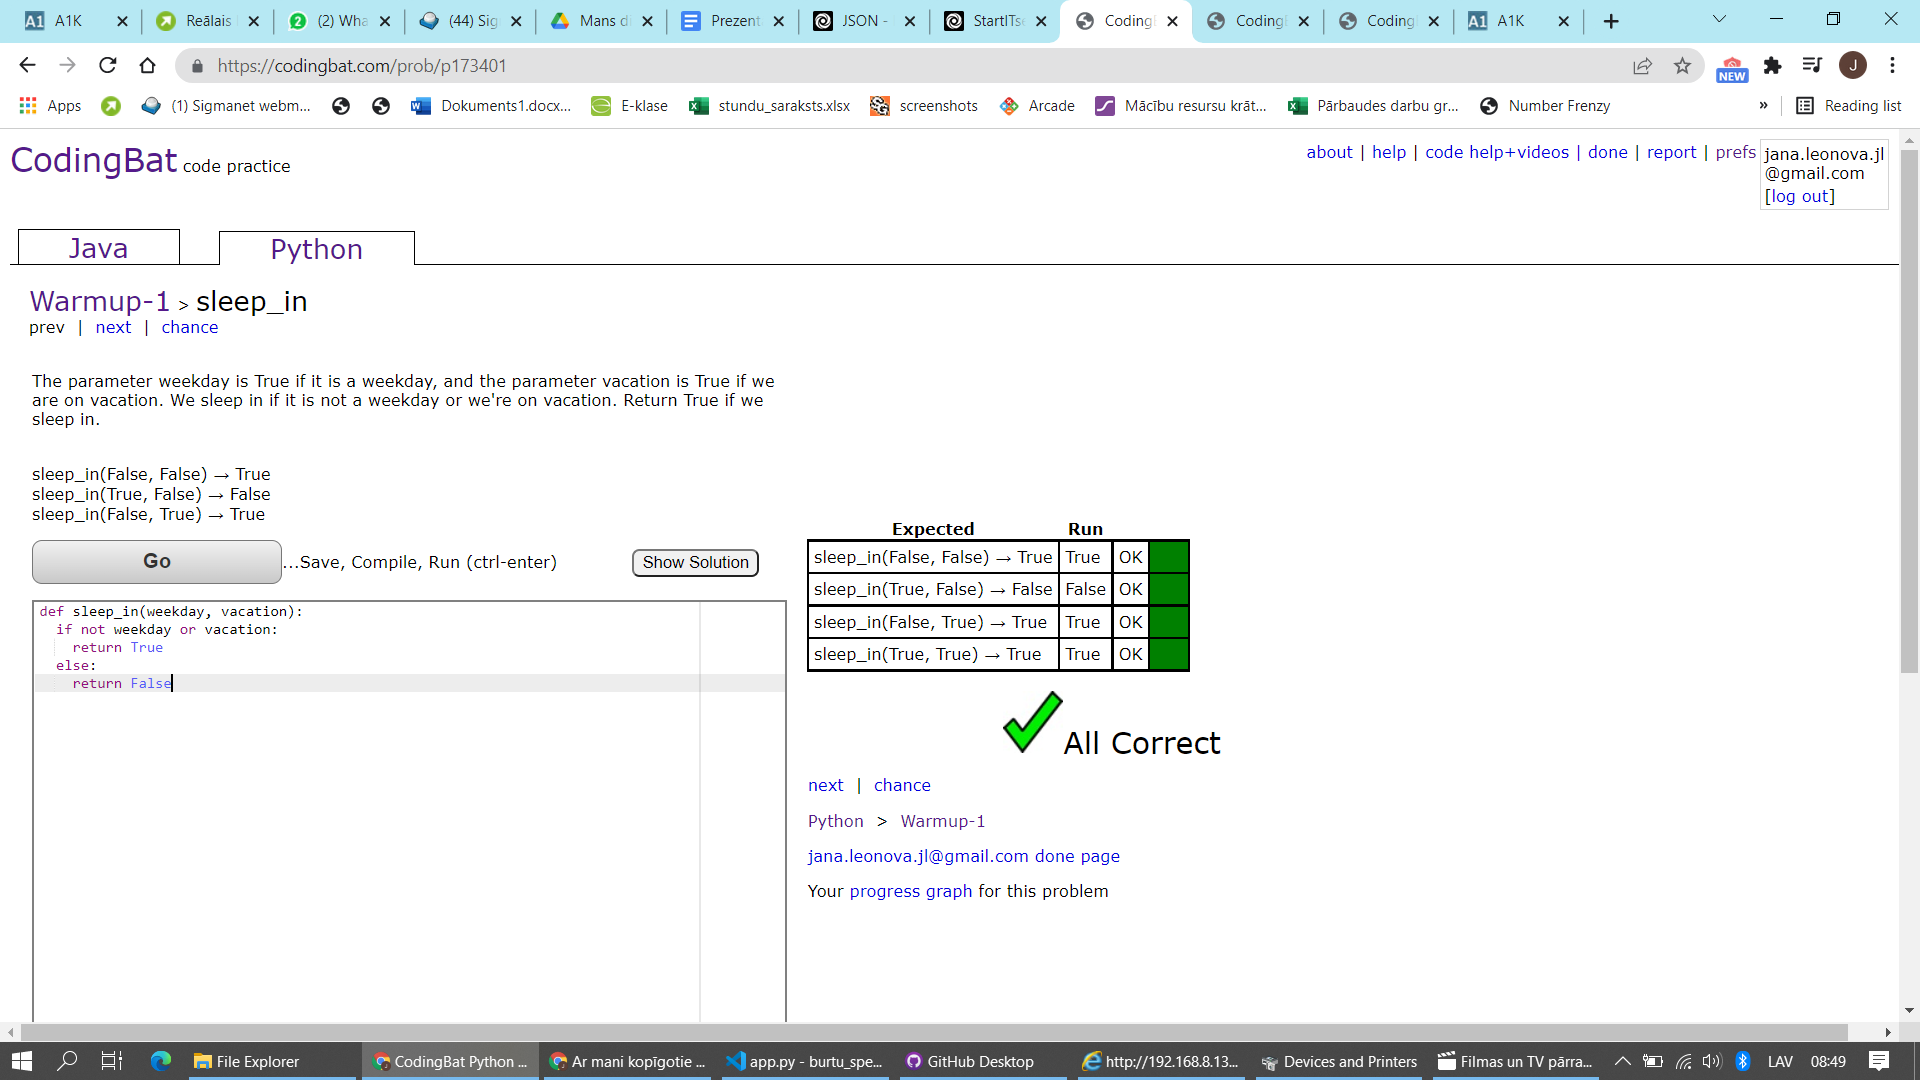 A1K
Reālais
(2) Wha
(44) Sig
Mans d
Prezent
JSON -
StartITse
Coding
Coding
Coding
A1K
https://codingbat.com/prob/p173401
NEW
J
Apps
(1) Sigmanet webm...
Dokuments1.docx...
E-klase
stundu_saraksts.xlsx
screenshots
Arcade
Mācību resursu krāt...
Pārbaudes darbu gr...
Number Frenzy
»
Reading list
CodingBat code practice
about | help | code help+videos | done | report | prefs
jana.leonova.jl
@gmail.com
[log out]
Java
Python
Warmup-1 > sleep_in
prev | next | chance
The parameter weekday is True if it is a weekday, and the parameter vacation is True if we
are on vacation. We sleep in if it is not a weekday or we're on vacation. Return True if we
sleep in.
sleep_in(False, False) → True
sleep_in(True, False) → False
sleep_in(False, True) → True
Go ...Save, Compile, Run (ctrl-enter) Show Solution
def sleep_in(weekday, vacation):
if not weekday or vacation:
return True
else:
return False
Expected Run
sleep_in(False, False) → True True OK
sleep_in(True, False) → False False OK
sleep_in(False, True) → True True OK
sleep_in(True, True) → True True OK
All Correct
next | chance
Python > Warmup-1
jana.leonova.jl@gmail.com done page
Your progress graph for this problem
File Explorer
CodingBat Python ...
Ar mani kopīgotie ...
app.py - burtu_spe...
GitHub Desktop
http://192.168.8.13...
Devices and Printers
Filmas un TV pārra...
LAV
08:49